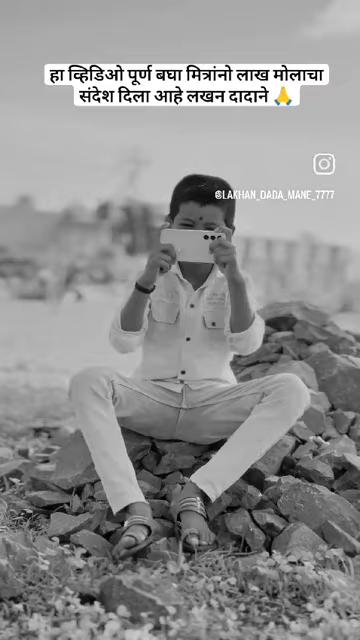 हा व्हिडिओ पूर्ण बघा मित्रांनो लाख मोलाचा
संदेश दिला आहे लखन दादाने 🙏
@LAKHAN_DADA_MANE_7777